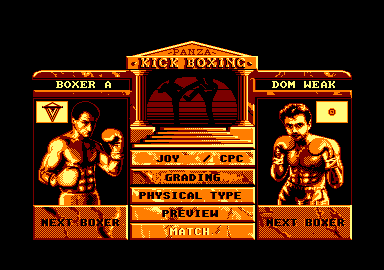 PANZA
KICK BOXING
BOXER A
DOM WEAK
JOY / CPC
GRADING
PHYSICAL TYPE
PREVIEW
MATCH
NEXT BOXER
NEXT BOXER